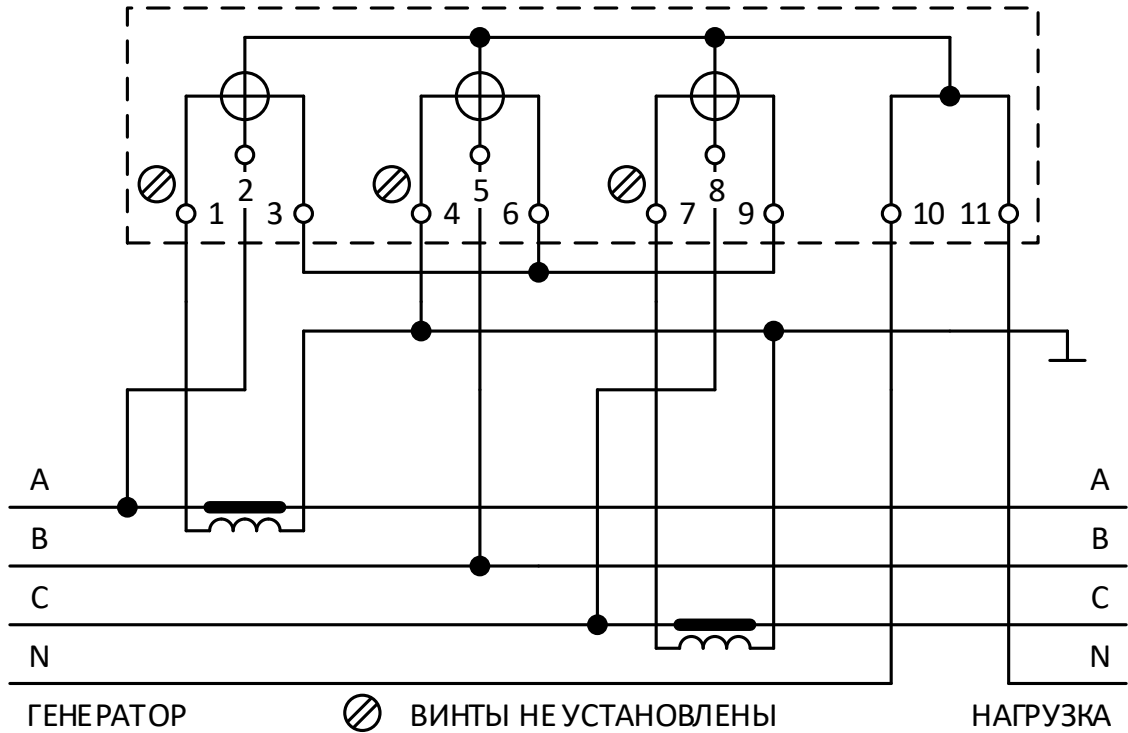 2 5 8
1 3 4 6 7 9 10 11
A A
B B
C C
N N
ГЕНЕРАТОР ВИНТЫ НЕ УСТАНОВЛЕНЫ НАГРУЗКА